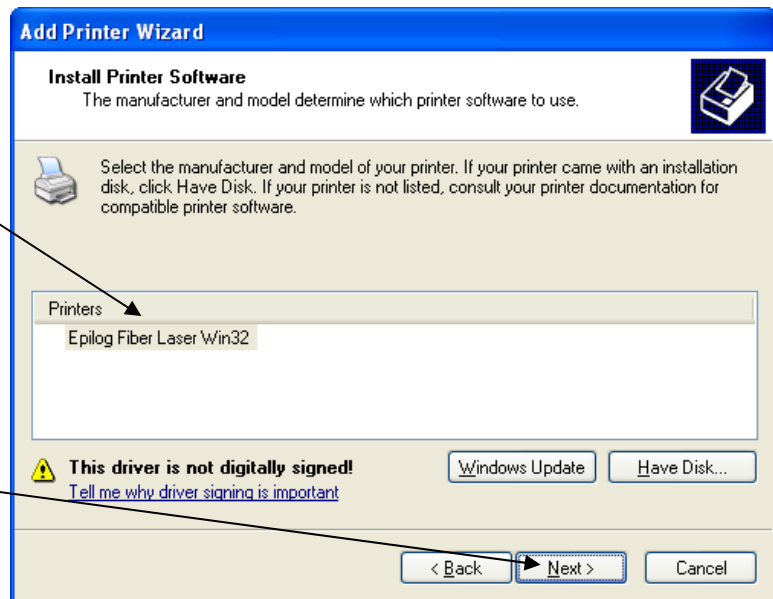 Add Printer Wizard
Install Printer Software
The manufacturer and model determine which printer software to use.
Select the manufacturer and model of your printer. If your printer came with an installation
disk, click Have Disk. If your printer is not listed, consult your printer documentation for
compatible printer software.
Printers
Epilog Fiber Laser Win32
This driver is not digitally signed!
Tell me why driver signing is important
Windows Update
Have Disk...
< Back
Next >
Cancel